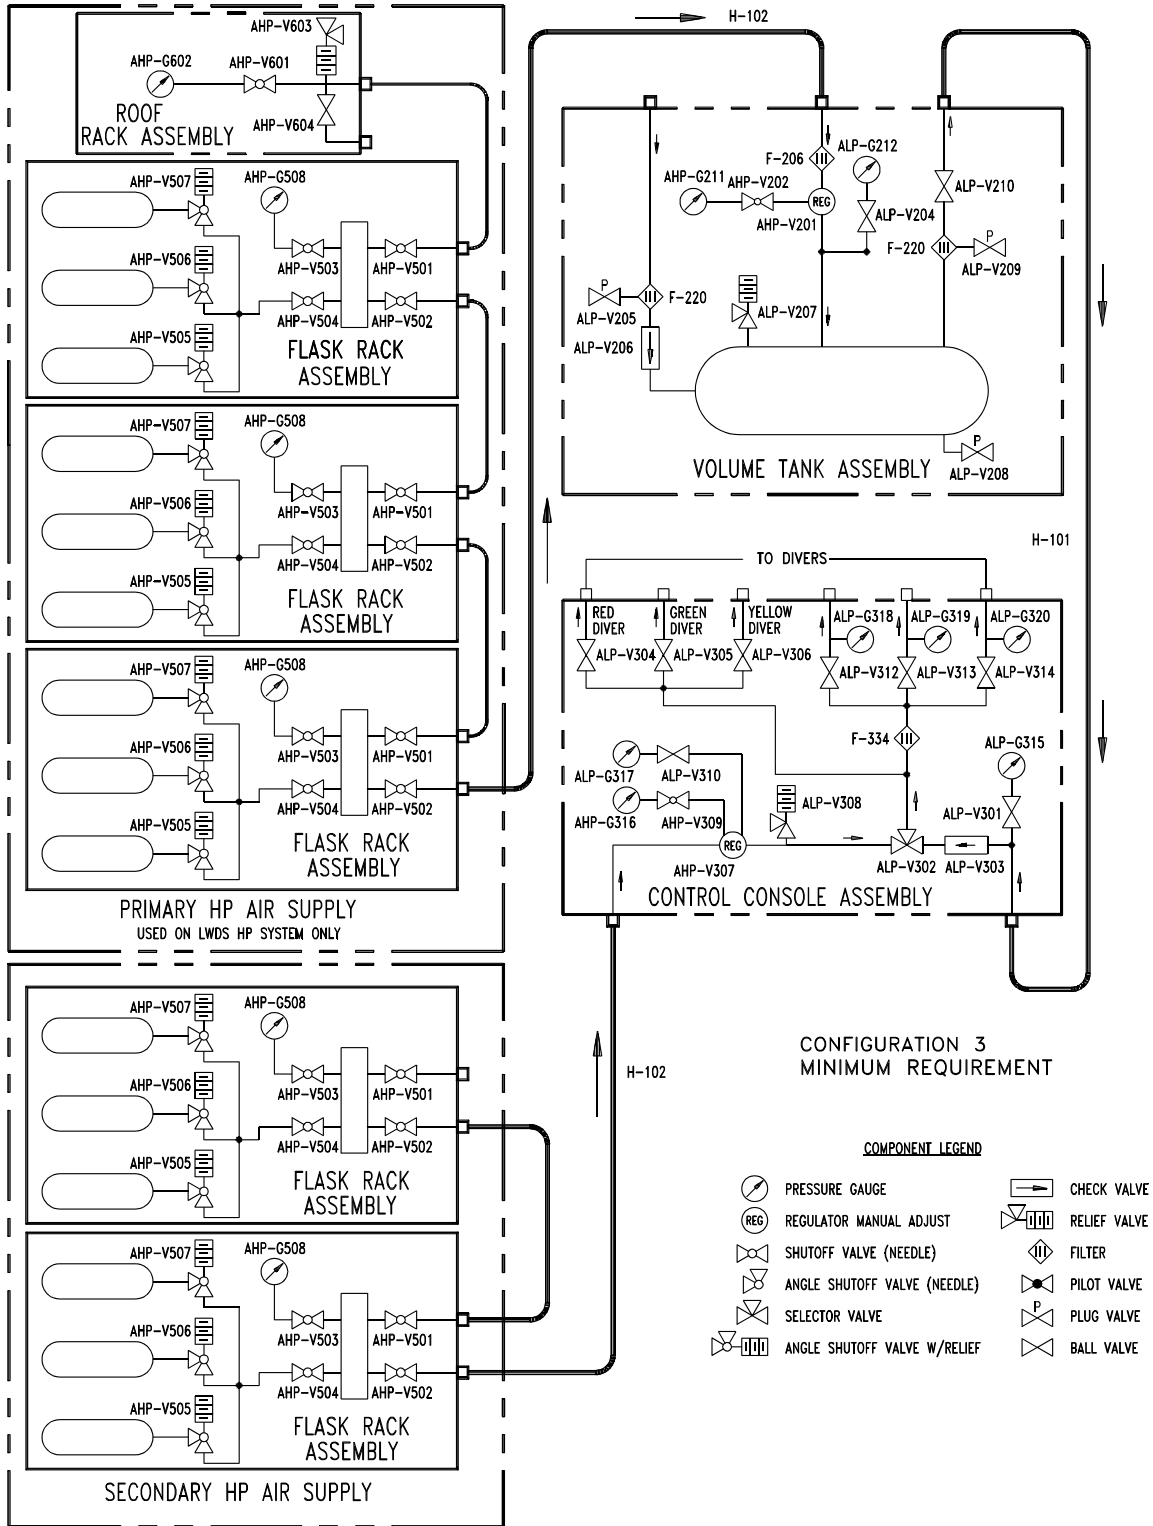 H-102
AHP-V603
AHP-G602
AHP-V601
AHP-V604
ROOF
RACK ASSEMBLY
AHP-V507
AHP-G508
AHP-V506
AHP-V503
AHP-V501
AHP-V504
AHP-V502
AHP-V505
FLASK RACK
ASSEMBLY
AHP-V507
AHP-G508
AHP-V506
AHP-V503
AHP-V501
AHP-V504
AHP-V502
AHP-V505
FLASK RACK
ASSEMBLY
AHP-V507
AHP-G508
AHP-V506
AHP-V503
AHP-V501
AHP-V504
AHP-V502
AHP-V505
FLASK RACK
ASSEMBLY
PRIMARY HP AIR SUPPLY
USED ON LWDS HP SYSTEM ONLY
AHP-V507
AHP-G508
AHP-V506
AHP-V503
AHP-V501
AHP-V504
AHP-V502
AHP-V505
FLASK RACK
ASSEMBLY
AHP-V507
AHP-G508
AHP-V506
AHP-V503
AHP-V501
AHP-V504
AHP-V502
AHP-V505
FLASK RACK
ASSEMBLY
SECONDARY HP AIR SUPPLY
F-206
ALP-G212
AHP-G211
AHP-V202
REG
AHP-V201
ALP-V204
ALP-V210
F-220
P
ALP-V209
P
ALP-V205
F-220
ALP-V206
ALP-V207
P
ALP-V208
VOLUME TANK ASSEMBLY
H-101
TO DIVERS
RED
DIVER
GREEN
DIVER
YELLOW
DIVER
ALP-G318
ALP-G319
ALP-G320
ALP-V304
ALP-V305
ALP-V306
ALP-V312
ALP-V313
ALP-V314
F-334
ALP-G315
ALP-G317
ALP-V310
AHP-G316
AHP-V309
ALP-V308
ALP-V301
REG
AHP-V307
ALP-V302
ALP-V303
CONTROL CONSOLE ASSEMBLY
H-102
CONFIGURATION 3
MINIMUM REQUIREMENT
COMPONENT LEGEND
PRESSURE GAUGE
REG
REGULATOR MANUAL ADJUST
SHUTOFF VALVE (NEEDLE)
ANGLE SHUTOFF VALVE (NEEDLE)
SELECTOR VALVE
ANGLE SHUTOFF VALVE W/RELIEF
CHECK VALVE
RELIEF VALVE
FILTER
PILOT VALVE
P
PLUG VALVE
BALL VALVE